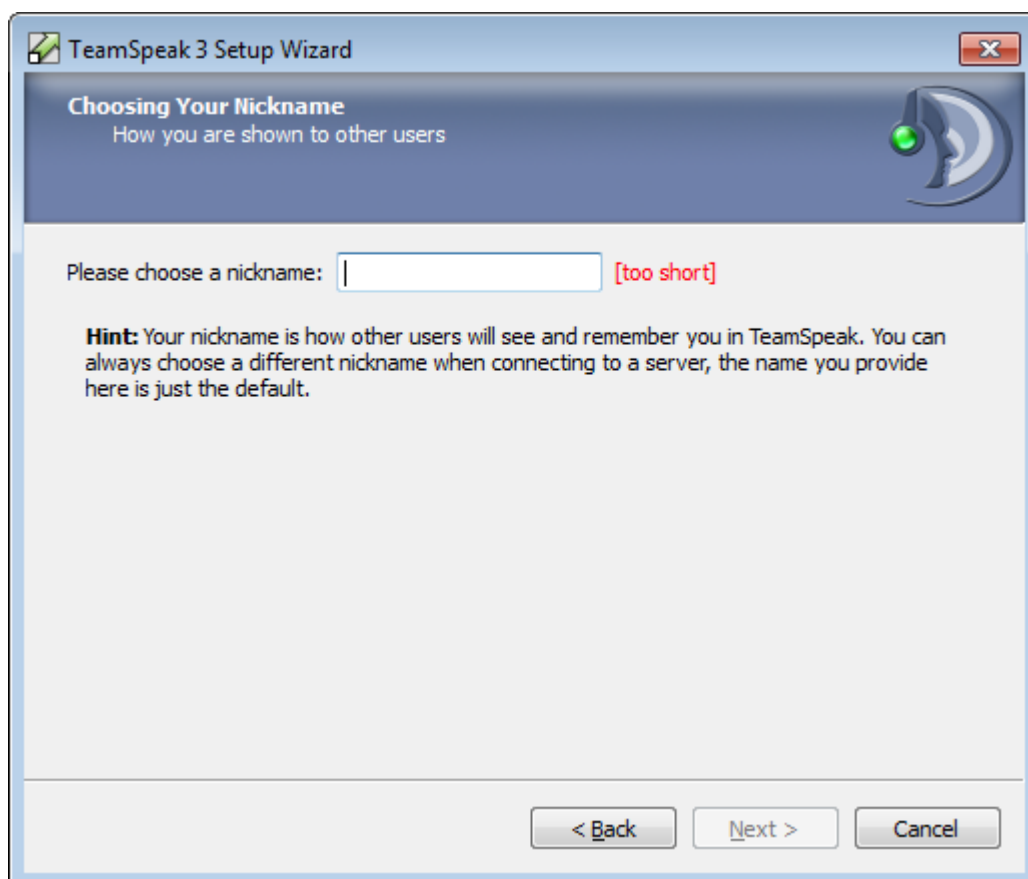 TeamSpeak 3 Setup Wizard
Choosing Your Nickname
How you are shown to other users
Please choose a nickname: [too short]
Hint: Your nickname is how other users will see and remember you in TeamSpeak. You can
always choose a different nickname when connecting to a server, the name you provide
here is just the default.
< Back Next > Cancel